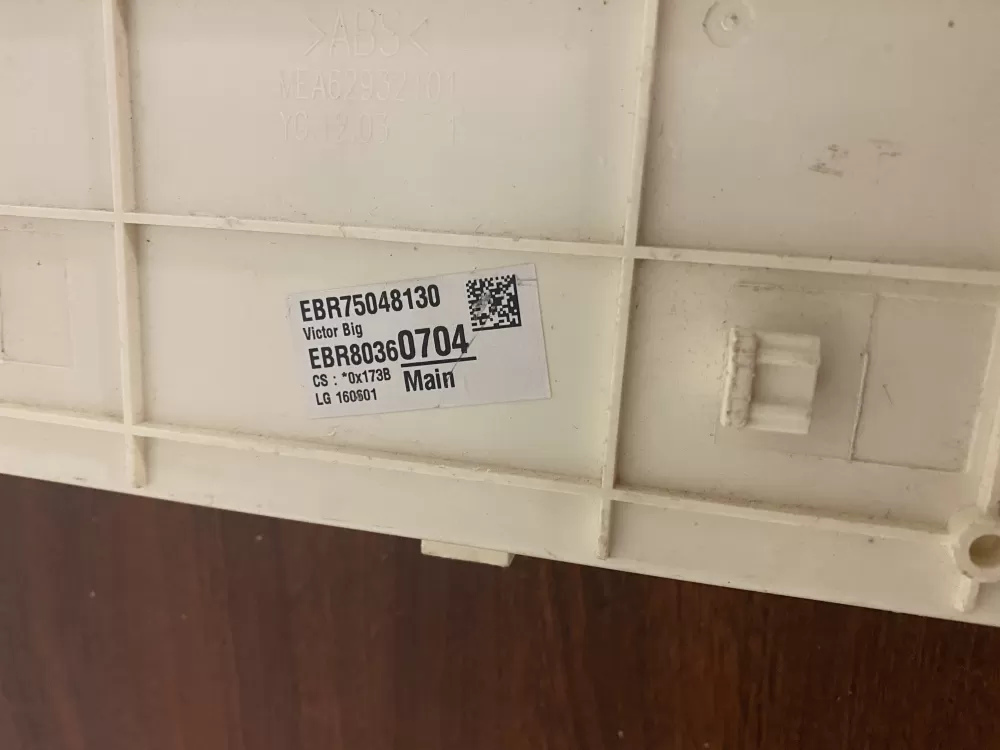 >ABS<
MEA62932101
EBR75048130
Victor Big
EBR80360704
CS : *0x173B
Main
LG 160601